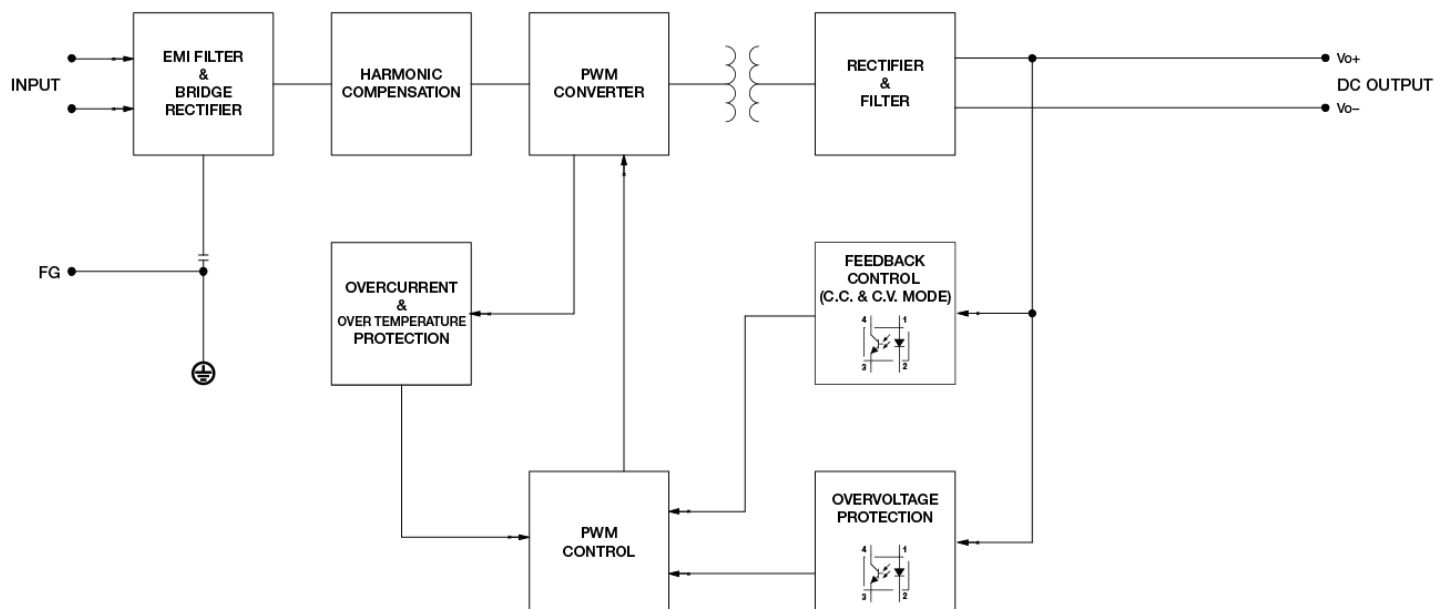 INPUT
EMI FILTER
&
BRIDGE
RECTIFIER
HARMONIC
COMPENSATION
PWM
CONVERTER
RECTIFIER
&
FILTER
Vo+
DC OUTPUT
Vo–
FG
OVERCURRENT
&
OVER TEMPERATURE
PROTECTION
FEEDBACK
CONTROL
(C.C. & C.V. MODE)
4 1
3 2
PWM
CONTROL
OVERVOLTAGE
PROTECTION
4 1
3 2